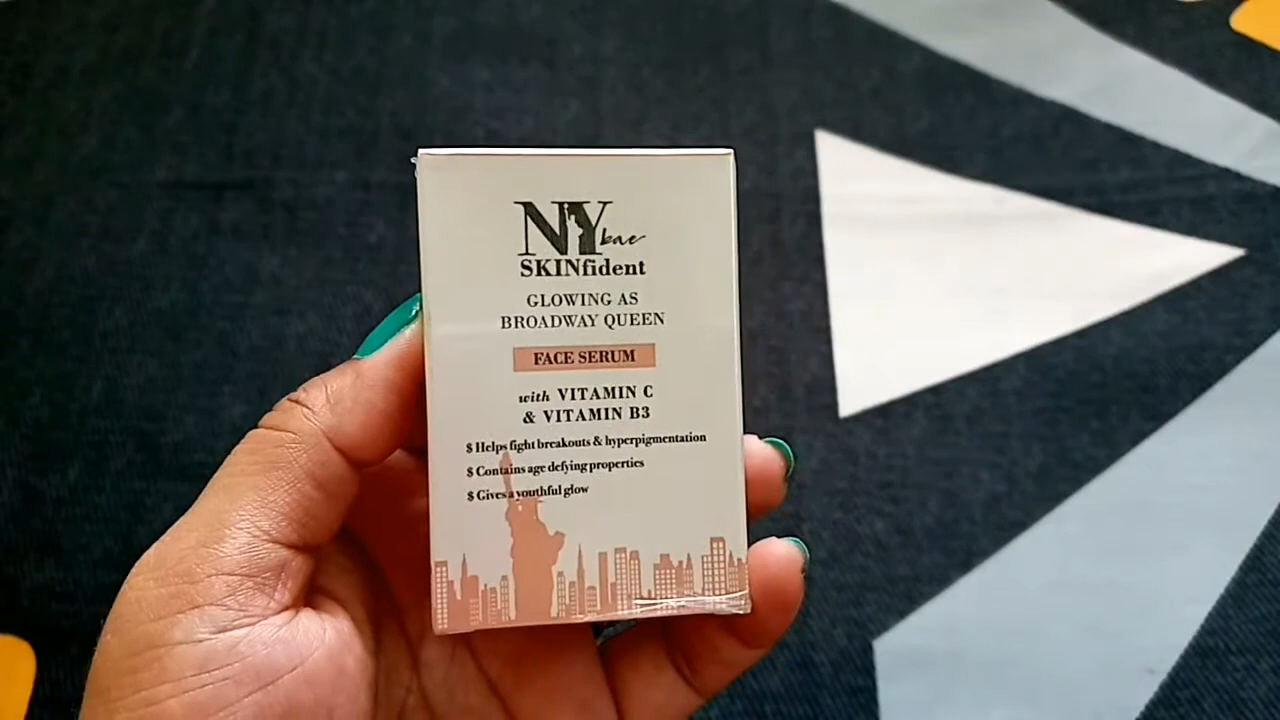 NY bae
SKINfident
GLOWING AS
BROADWAY QUEEN
FACE SERUM
with VITAMIN C
& VITAMIN B3
$ Helps fight breakouts & hyperpigmentation
$ Contains age defying properties
$ Gives a youthful glow